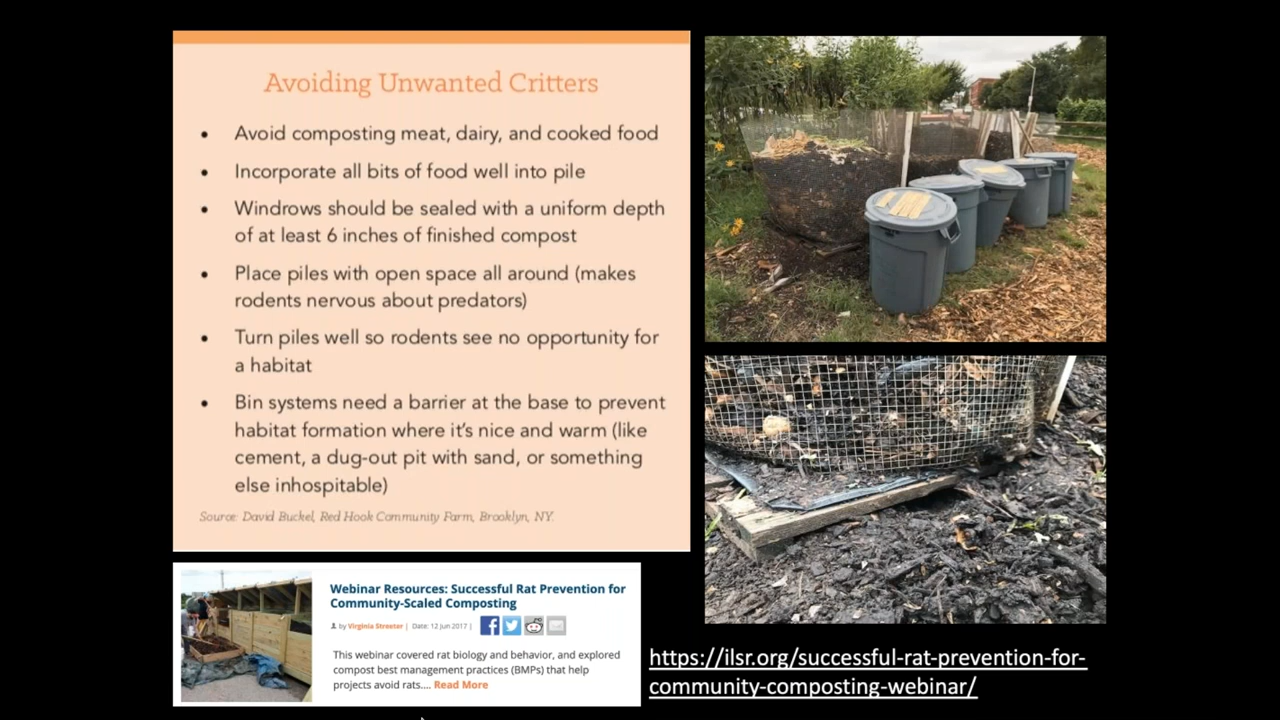 Avoiding Unwanted Critters
• Avoid composting meat, dairy, and cooked food
• Incorporate all bits of food well into pile
• Windrows should be sealed with a uniform depth
of at least 6 inches of finished compost
• Place piles with open space all around (makes
rodents nervous about predators)
• Turn piles well so rodents see no opportunity for
a habitat
• Bin systems need a barrier at the base to prevent
habitat formation where it's nice and warm (like
cement, a dug-out pit with sand, or something
else inhospitable)
Source: David Buckel, Red Hook Community Farm, Brooklyn, NY.
Webinar Resources: Successful Rat Prevention for
Community-Scaled Composting
by Virginia Streeter | Date: 12 Jun 2017 |
This webinar covered rat biology and behavior, and explored
compost best management practices (BMPs) that help
projects avoid rats.... Read More
https://ilsr.org/successful-rat-prevention-for-
community-composting-webinar/